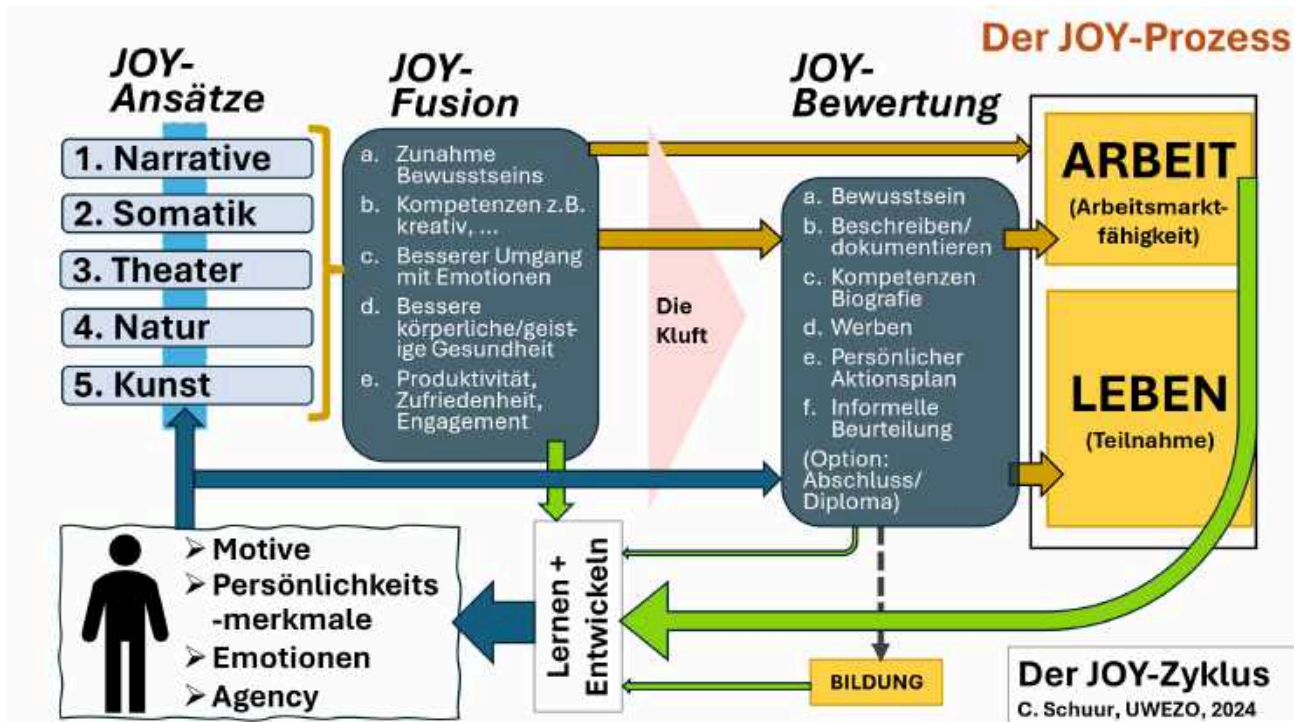 Der JOY-Prozess
JOY-
Ansätze
1. Narrative
2. Somatik
3. Theater
4. Natur
5. Kunst
JOY-
Fusion
a. Zunahme
Bewusstseins
b. Kompetenzen z.B.
kreativ, ...
c. Besserer Umgang
mit Emotionen
d. Bessere
körperliche/geist-
ige Gesundheit
e. Produktivität,
Zufriedenheit,
Engagement
Die
Kluft
JOY-
Bewertung
a. Bewusstsein
b. Beschreiben/
dokumentieren
c. Kompetenzen
Biografie
d. Werben
e. Persönlicher
Aktionsplan
f. Informelle
Beurteilung
(Option:
Abschluss/
Diploma)
ARBEIT
(Arbeitsmarkt-
fähigkeit)
LEBEN
(Teilnahme)
➢ Motive
➢ Persönlichkeits
-merkmale
➢ Emotionen
➢ Agency
Lernen +
Entwickeln
BILDUNG
Der JOY-Zyklus
C. Schuur, UWEZO, 2024